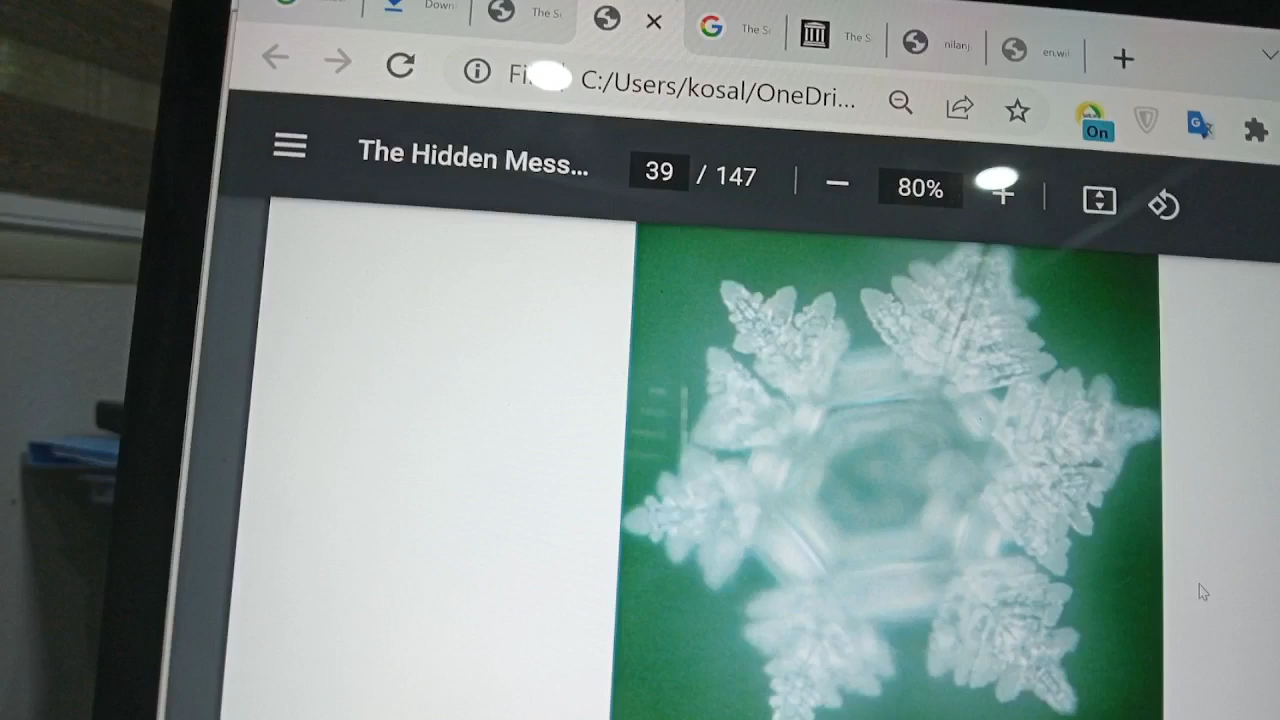 Down
The S
The S
The S
nilanj
en.wi
C:/Users/kosal/OneDri...
On
The Hidden Mess...
39 / 147
80%